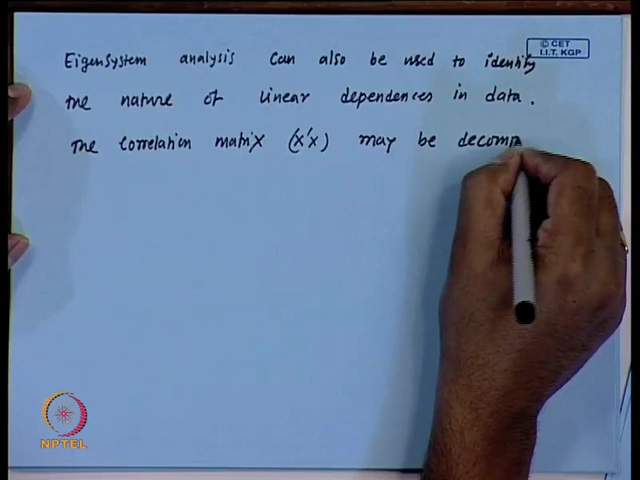 EigenSystem analysis can also be used to identify
the nature of linear dependences in data.
The correlation matrix (X'X) may be decomp
© CET
I.I.T. KGP
NPTEL